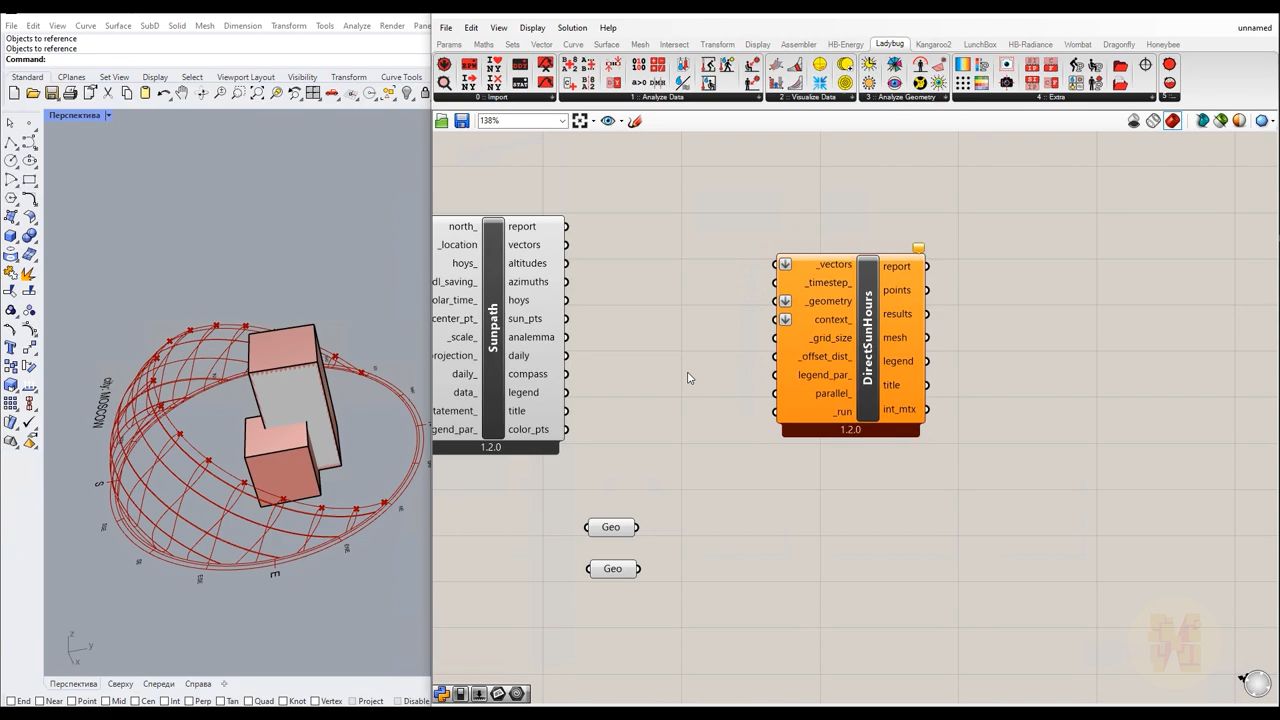 File Edit View Curve Surface SubD Solid Mesh Dimension Transform Tools Analyze Render Pane
Objects to reference
Objects to reference
Command:
Standard CPlanes Set View Display Select Viewport Layout Visibility Transform Curve Tools
Перспектива
city: MOSCOW
S
E
z
y
x
Перспектива Сверху Спереди Справа
End Near Point Mid Cen Int Perp Tan Quad Knot Vertex Project Disable
File Edit View Display Solution Help
unnamed
Params Maths Sets Vector Curve Surface Mesh Intersect Transform Display Assembler HB-Energy Ladybug Kangaroo2 LunchBox HB-Radiance Wombat Dragonfly Honeybee
0 :: Import
1 :: Analyze Data
2 :: Visualize Data
3 :: Analyze Geometry
4 :: Extra
5 ::
138%
north_ report
_location vectors
hoys_ altitudes
dl_saving_ azimuths
olar_time_ hoys
center_pt_ sun_pts
_scale_ analemma
projection_ daily
daily_ compass
data_ legend
tatement_ title
egend_par_ color_pts
Sunpath
1.2.0
_vectors
_timestep_
_geometry
context_
_grid_size
_offset_dist_
legend_par_
parallel_
_run
DirectSunHours
report
points
results
mesh
legend
title
int_mtx
1.2.0
Geo
Geo